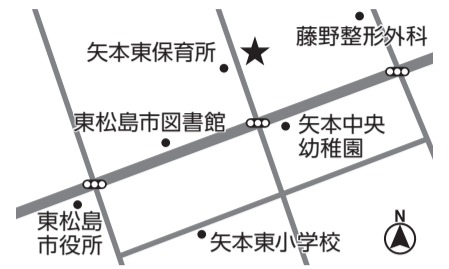 藤野整形外科
矢本東保育所
東松島市図書館
矢本中央
幼稚園
東松島
市役所
矢本東小学校
N